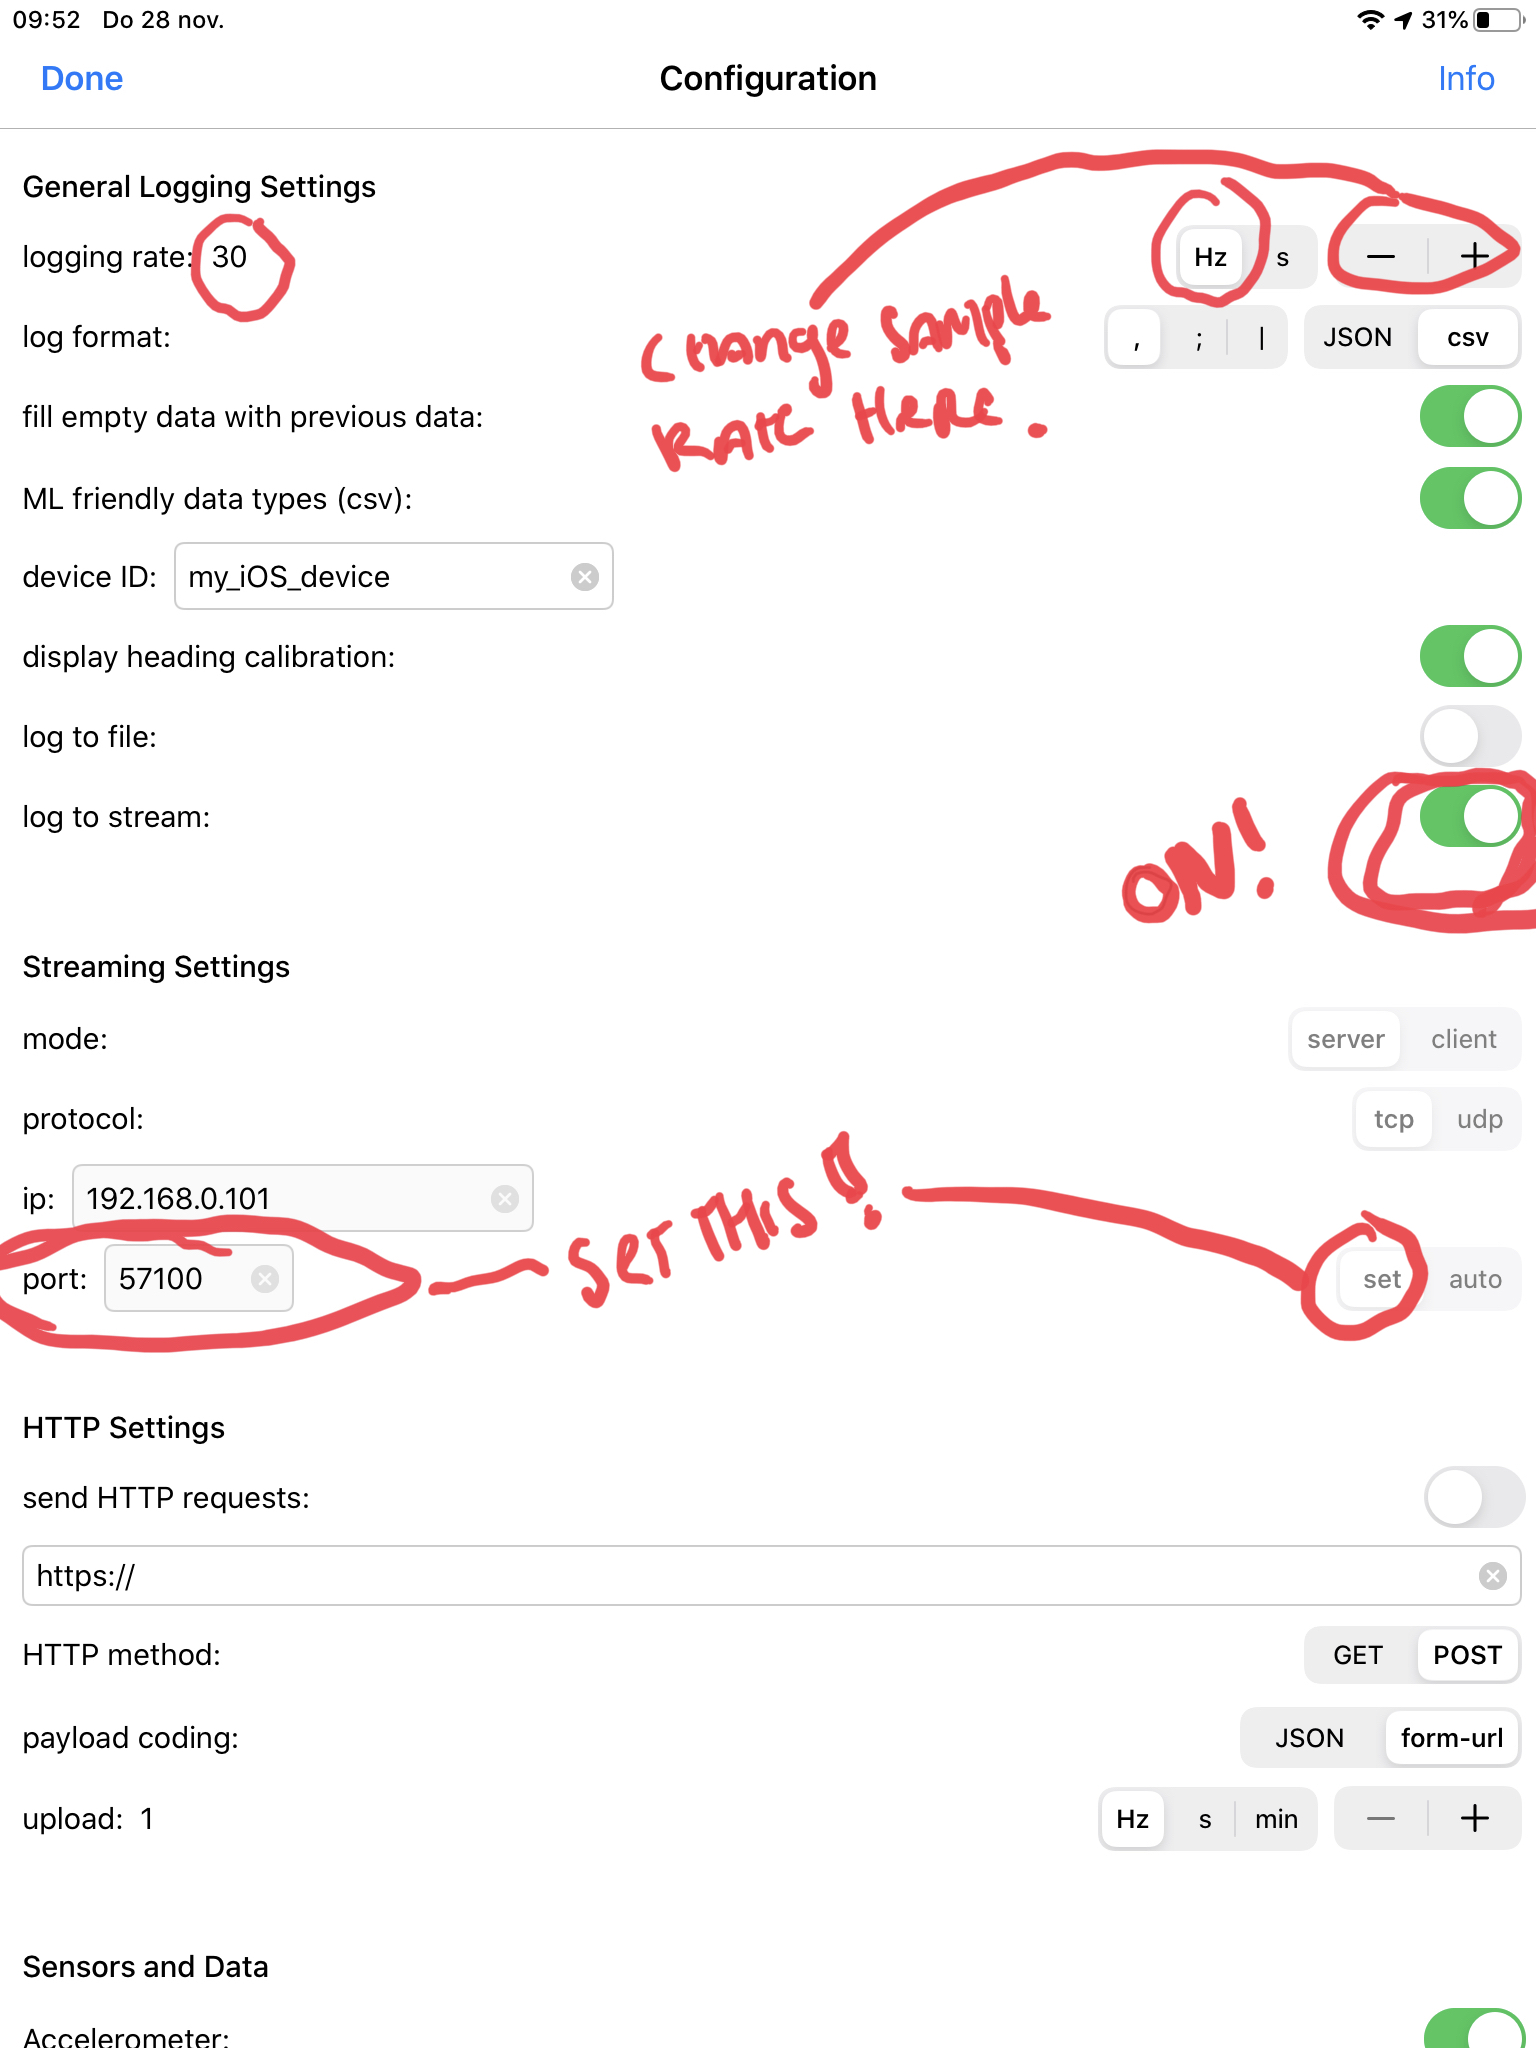 09:52 Do 28 nov. 31%
Done Configuration Info
General Logging Settings
logging rate: 30 Hz s − +
CHANGE SAMPLE
RATE HERE.
log format: , ; | JSON csv
fill empty data with previous data:
ML friendly data types (csv):
device ID: my_iOS_device
display heading calibration:
log to file:
log to stream:
ON!
Streaming Settings
mode: server client
protocol: tcp udp
ip: 192.168.0.101
SET THIS!
port: 57100 set auto
HTTP Settings
send HTTP requests:
https://
HTTP method: GET POST
payload coding: JSON form-url
upload: 1 Hz s min − +
Sensors and Data
Accelerometer: